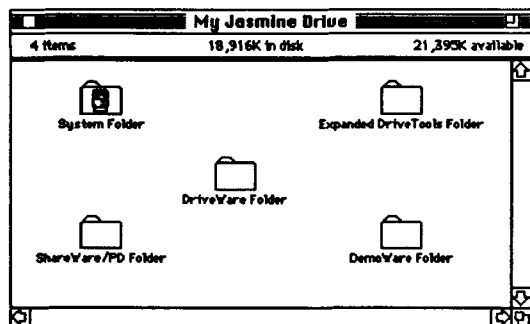 My Jasmine Drive
4 items 18,916K in disk 21,395K available
System Folder Expanded DriveTools Folder
DriveWare Folder
ShareWare/PD Folder DemoWare Folder